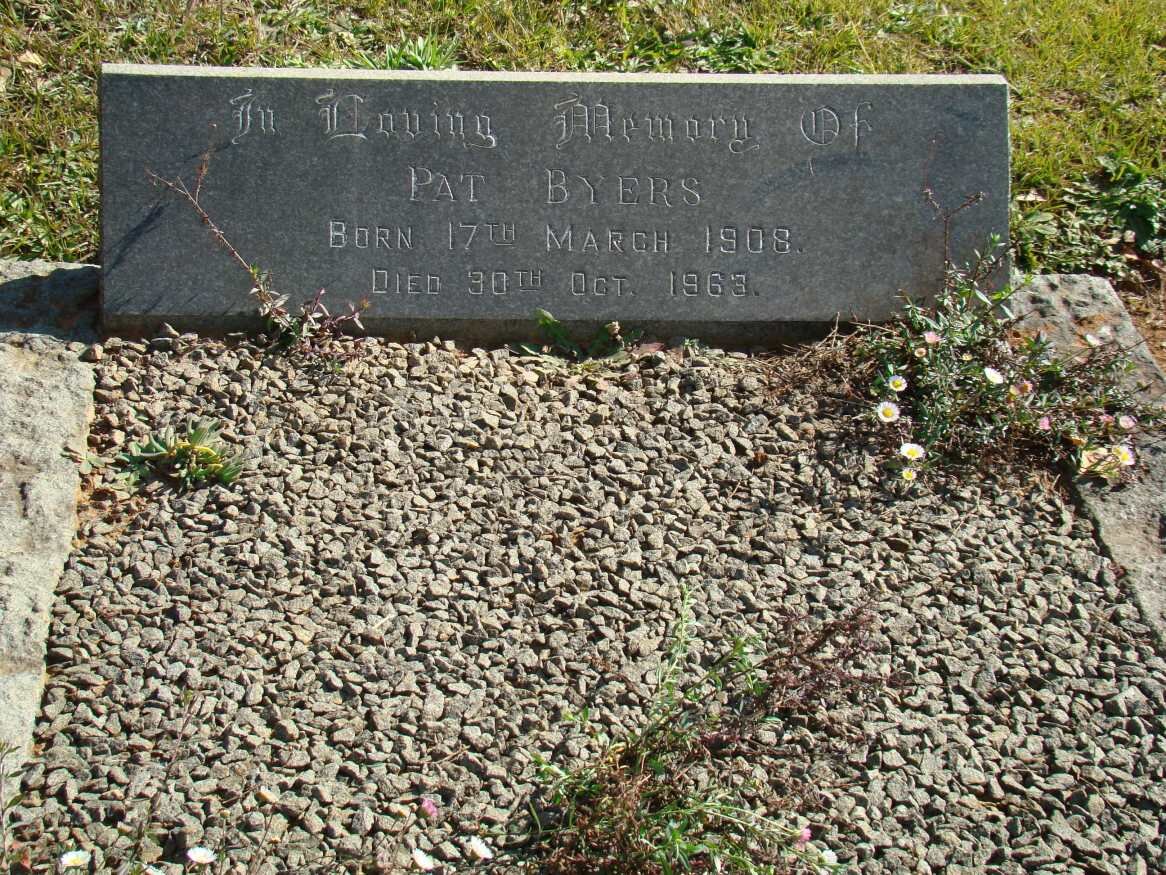 In Loving Memory Of
PAT BYERS
BORN 17TH MARCH 1908.
DIED 30TH OCT. 1963.